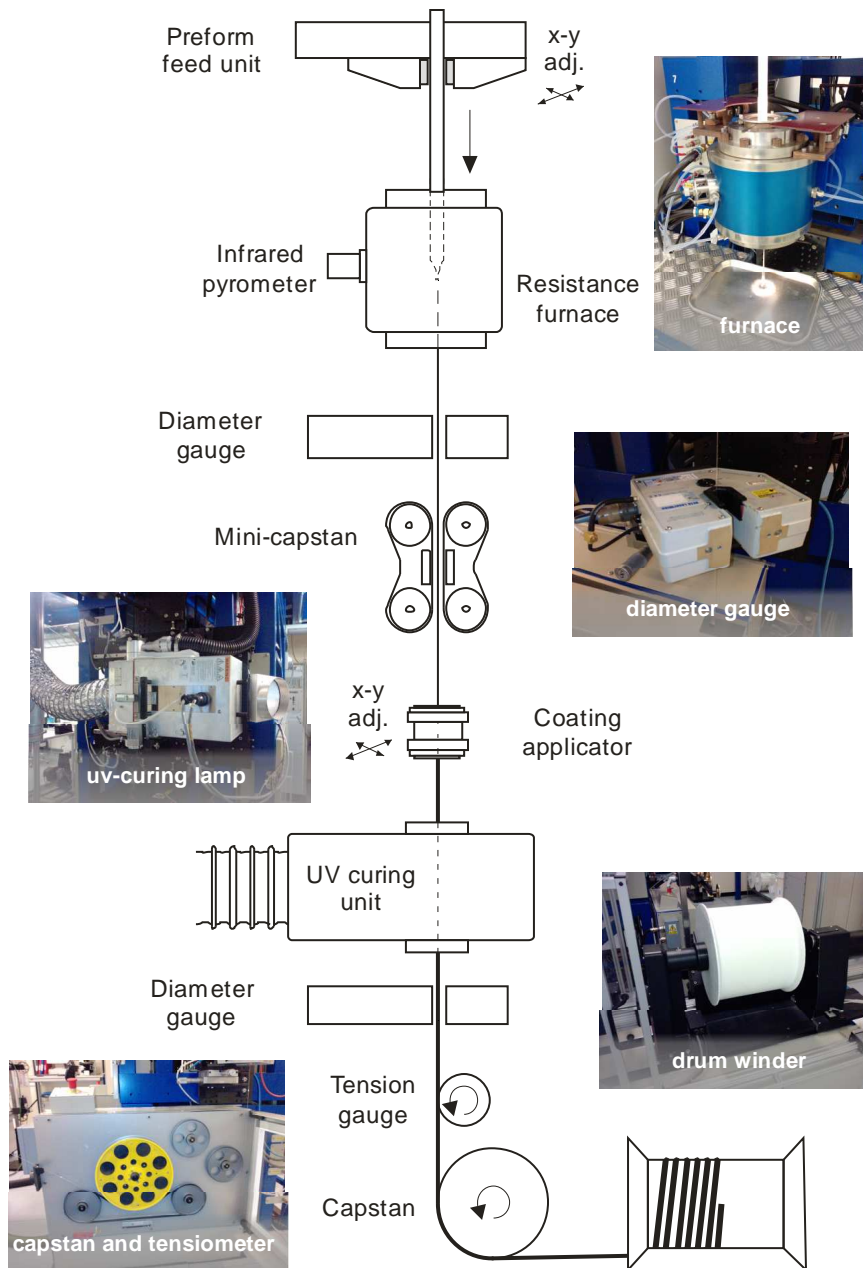 Preform
feed unit
x-y
adj.
7
Infrared
pyrometer
Resistance
furnace
furnace
Diameter
gauge
Mini-capstan
diameter gauge
x-y
adj.
Coating
applicator
uv-curing lamp
UV curing
unit
Diameter
gauge
drum winder
Tension
gauge
Capstan
capstan and tensiometer